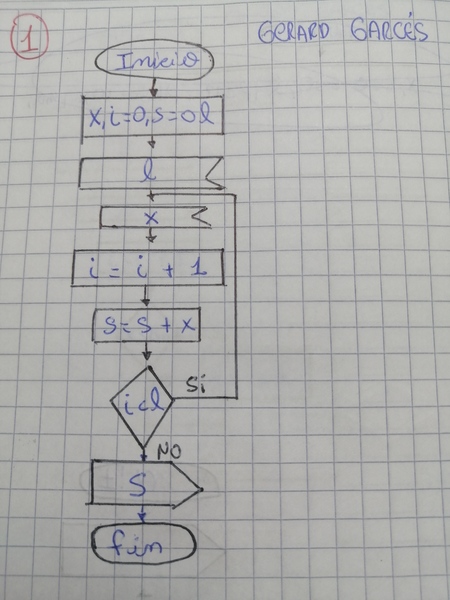 1
GERARD GARCÉS
Inicio
x, i=0, s=0 l
l
x
i = i + 1
s = s + x
i<l
SÍ
NO
S
fin